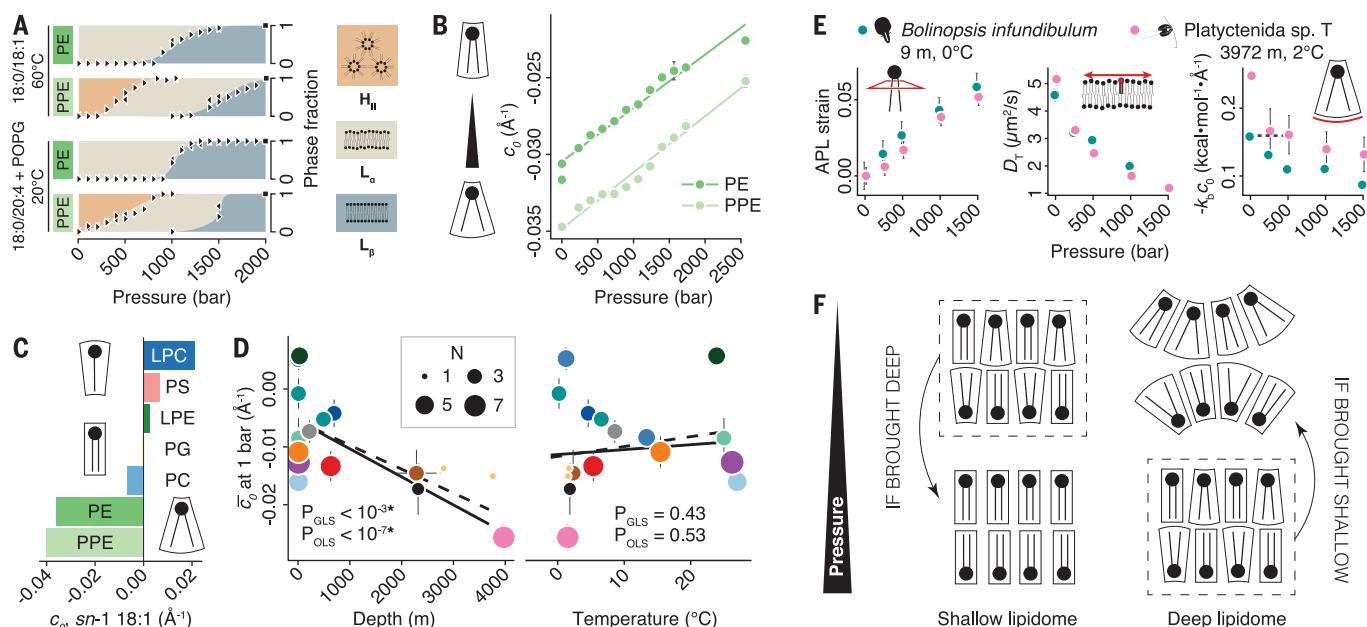 A
18:0/18:1
60°C
PE
PPE
18:0/20:4 + POPG
20°C
PE
PPE
0
1
0
1
0
1
0
1
Phase fraction
0
500
1000
1500
2000
Pressure (bar)
H_II
L_α
L_β
B
c₀ (Å⁻¹)
-0.025
-0.030
-0.035
PE
PPE
0
500
1000
1500
2000
2500
Pressure (bar)
C
LPC
PS
LPE
PG
PC
PE
PPE
-0.04
-0.02
0.00
0.02
c₀, sn-1 18:1 (Å⁻¹)
D
c̅₀ at 1 bar (Å⁻¹)
0.00
-0.01
-0.02
N
1
3
5
7
P_GLS < 10⁻³*
P_OLS < 10⁻⁷*
0
1000
2000
3000
4000
Depth (m)
P_GLS = 0.43
P_OLS = 0.53
0
10
20
Temperature (°C)
E
Bolinopsis infundibulum
9 m, 0°C
Platyctenida sp. T
3972 m, 2°C
APL strain
0.00
0.05
0
500
1000
1500
D_T (μm²/s)
1
2
3
4
5
0
500
1000
1500
-k_b c₀ (kcal•mol⁻¹•Å⁻¹)
0.1
0.2
0
500
1000
1500
Pressure (bar)
F
Pressure
IF BROUGHT DEEP
IF BROUGHT SHALLOW
Shallow lipidome
Deep lipidome